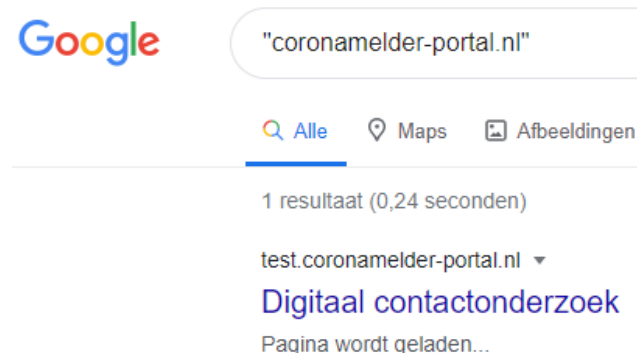 Google "coronamelder-portal.nl"
Alle Maps Afbeeldingen
1 resultaat (0,24 seconden)
test.coronamelder-portal.nl
Digitaal contactonderzoek
Pagina wordt geladen...